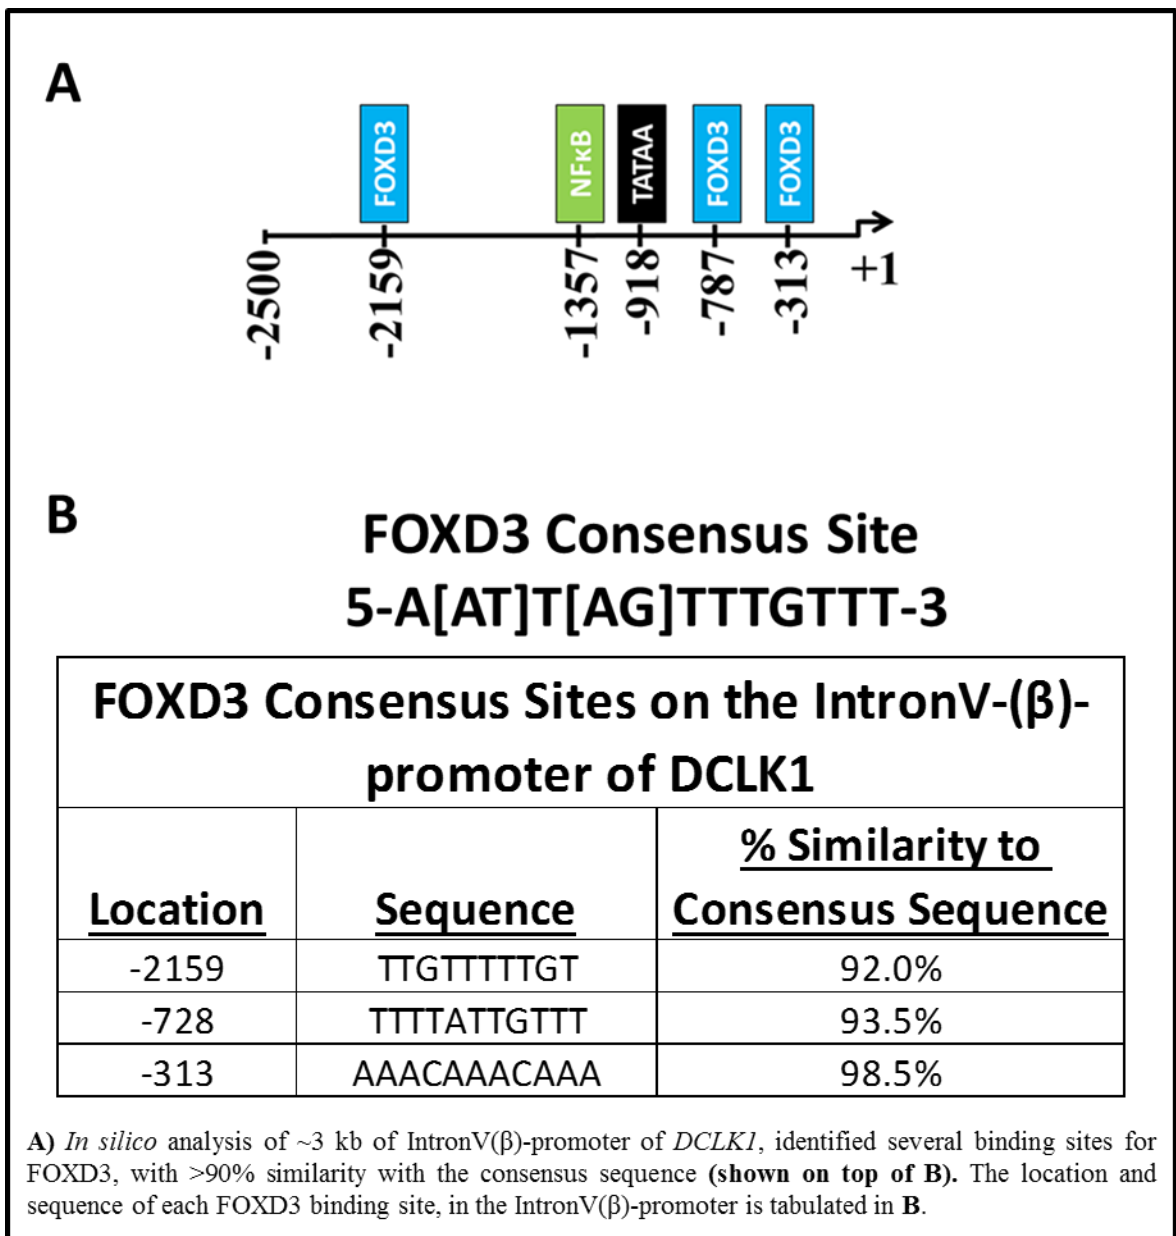 A
FOXD3
NFκB
TATAA
FOXD3
FOXD3
-2500
-2159
-1357
-918
-787
-313
+1
B
FOXD3 Consensus Site
5-A[AT]T[AG]TTTGTTT-3
FOXD3 Consensus Sites on the IntronV-(β)-
promoter of DCLK1
% Similarity to
Location Sequence Consensus Sequence
-2159 TTGTTTTTGT 92.0%
-728 TTTTATTGTTT 93.5%
-313 AAACAAACAAA 98.5%
A) In silico analysis of ~3 kb of IntronV(β)-promoter of DCLK1, identified several binding sites for
FOXD3, with >90% similarity with the consensus sequence (shown on top of B). The location and
sequence of each FOXD3 binding site, in the IntronV(β)-promoter is tabulated in B.